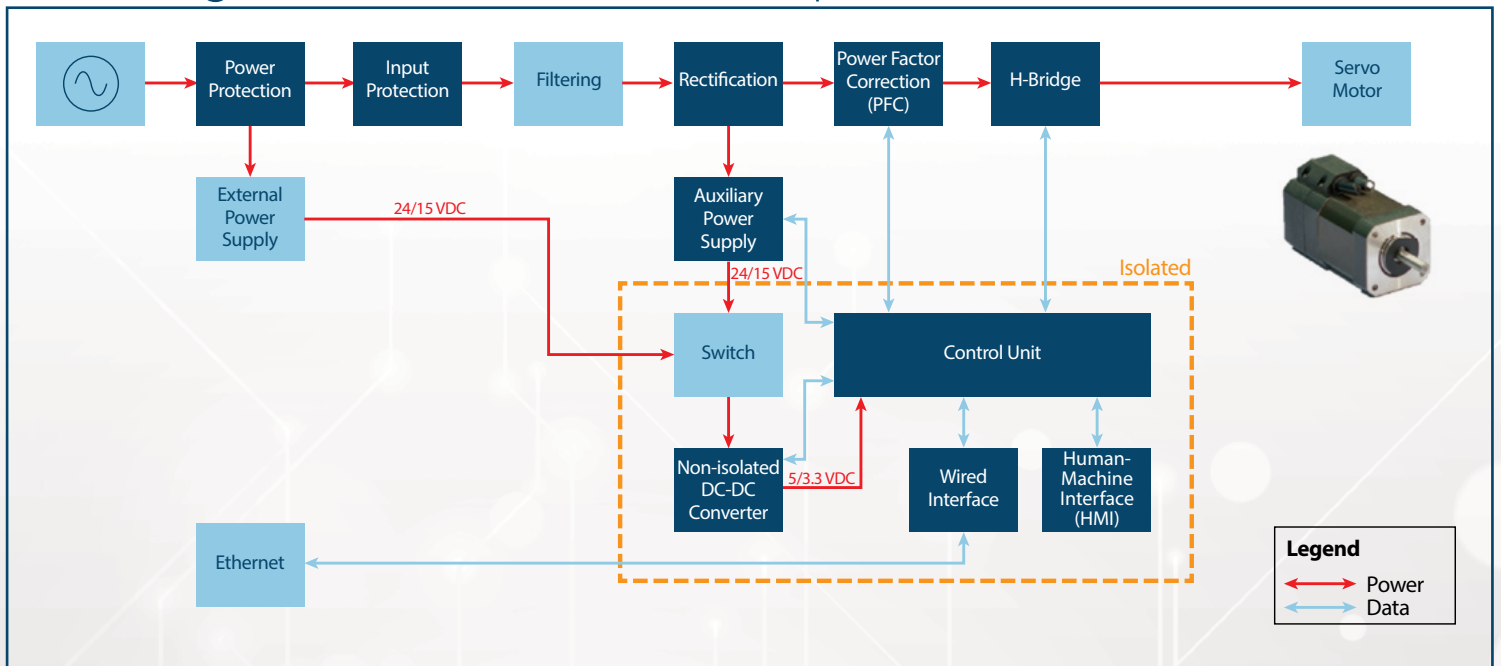 Power
Protection
Input
Protection
Filtering
Rectification
Power Factor
Correction
(PFC)
H-Bridge
Servo
Motor
External
Power
Supply
24/15 VDC
Auxiliary
Power
Supply
24/15 VDC
Isolated
Switch
Control Unit
Non-isolated
DC-DC
Converter
5/3.3 VDC
Wired
Interface
Human-
Machine
Interface
(HMI)
Ethernet
Legend
Power
Data